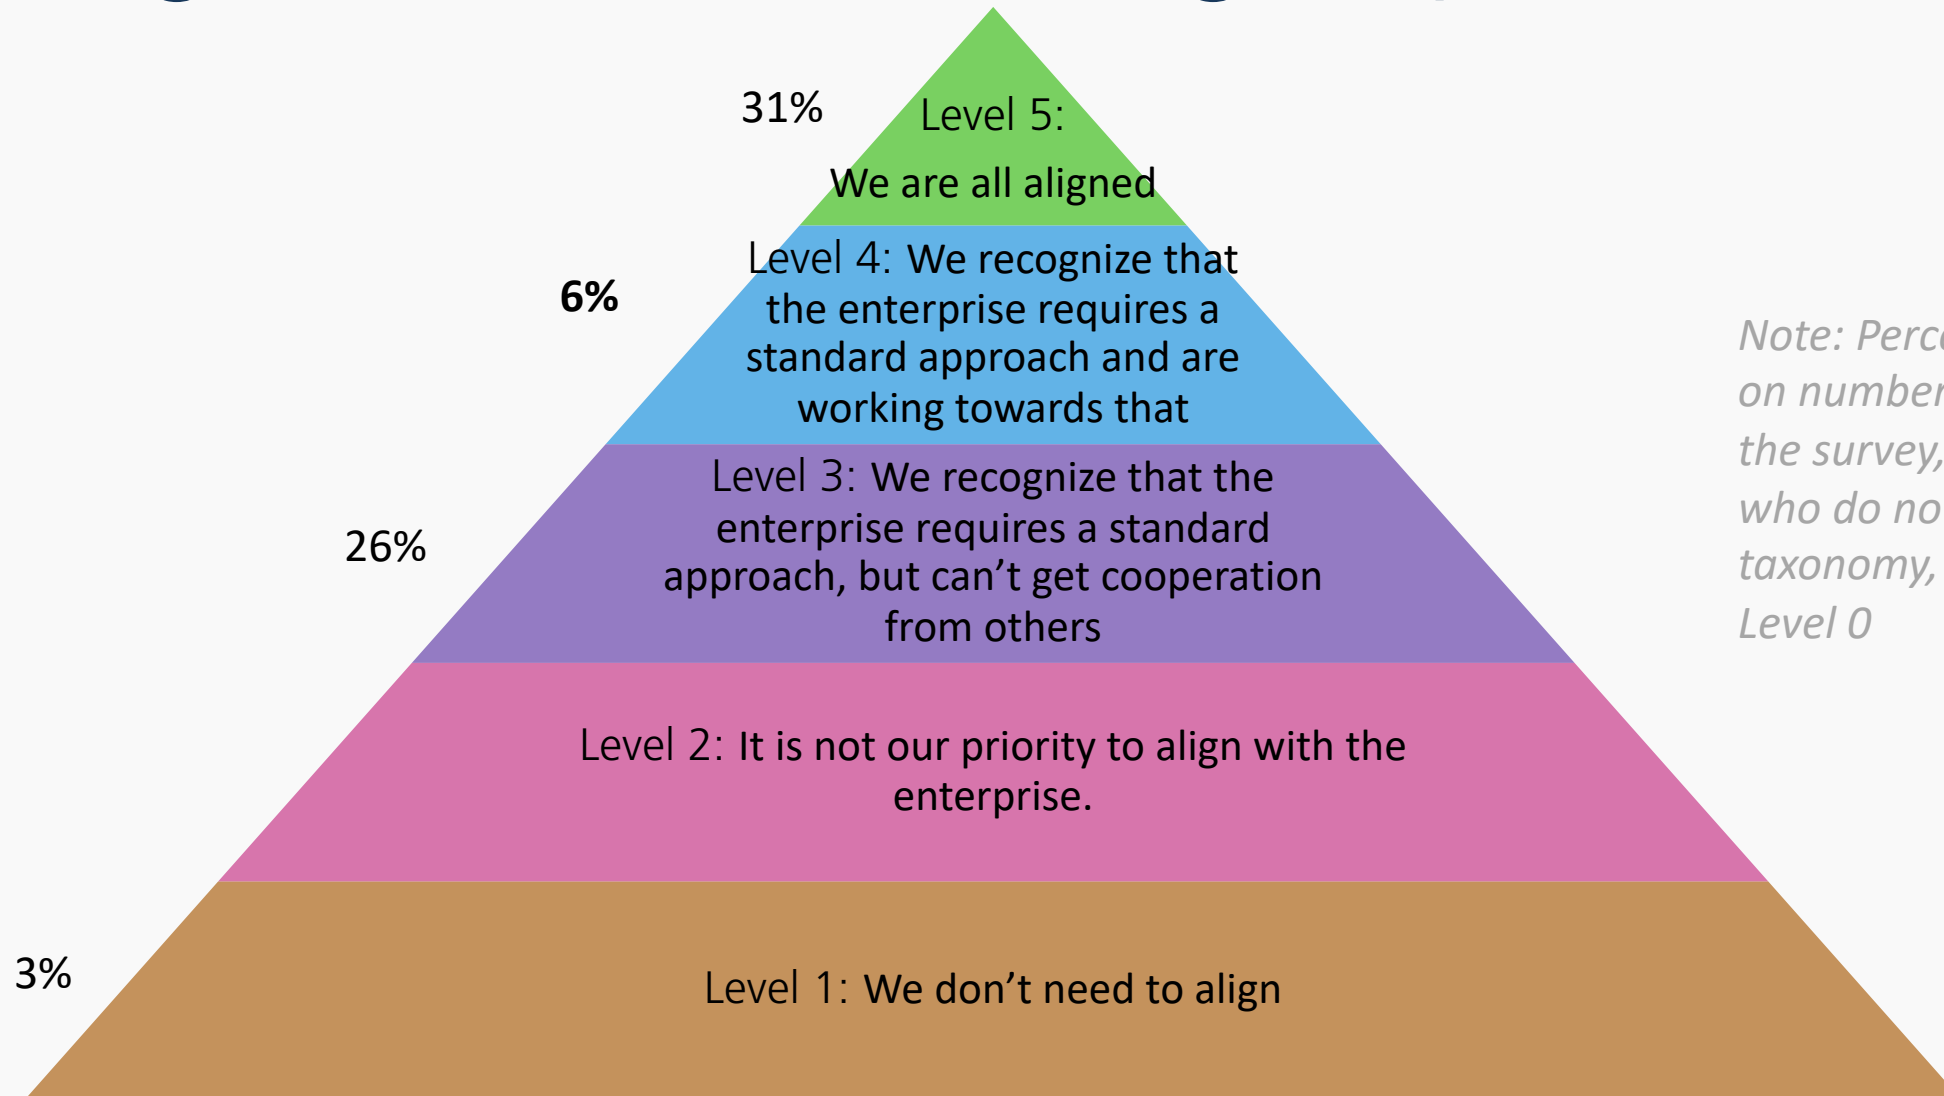 31%
Level 5:
We are all aligned
6%
Level 4: We recognize that
the enterprise requires a
standard approach and are
working towards that
26%
Level 3: We recognize that the
enterprise requires a standard
approach, but can’t get cooperation
from others
Level 2: It is not our priority to align with the
enterprise.
3%
Level 1: We don’t need to align
Note:
on
the survey,
who do
taxonomy,
Level 0